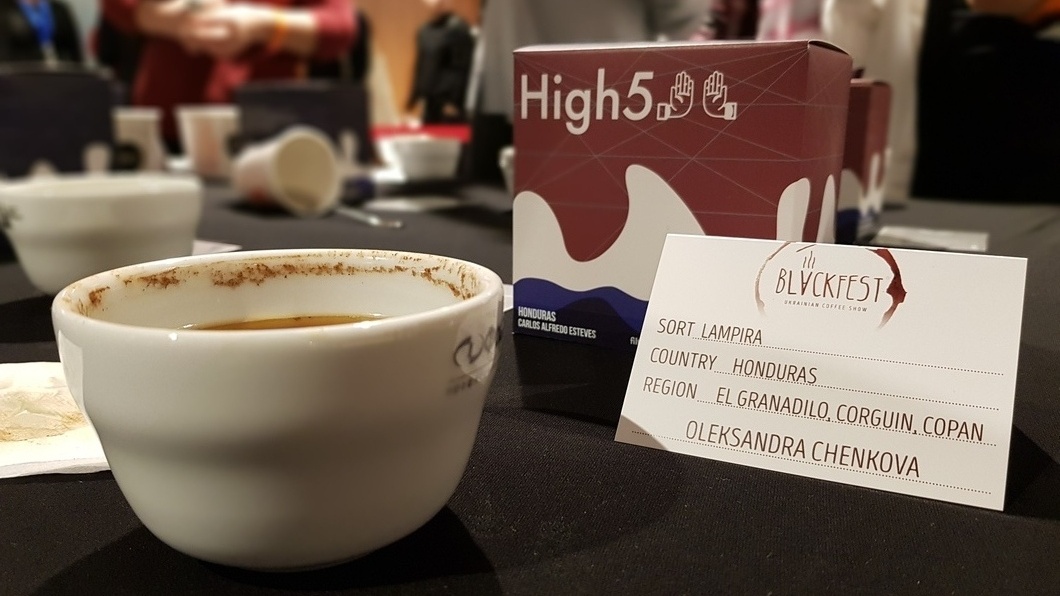 High5
HONDURAS
CARLOS ALFREDO ESTEVES
BLACKFEST
UKRAINIAN COFFEE SHOW
SORT LAMPIRA
COUNTRY HONDURAS
REGION EL GRANADILO, CORGUIN, COPAN
OLEKSANDRA CHENKOVA